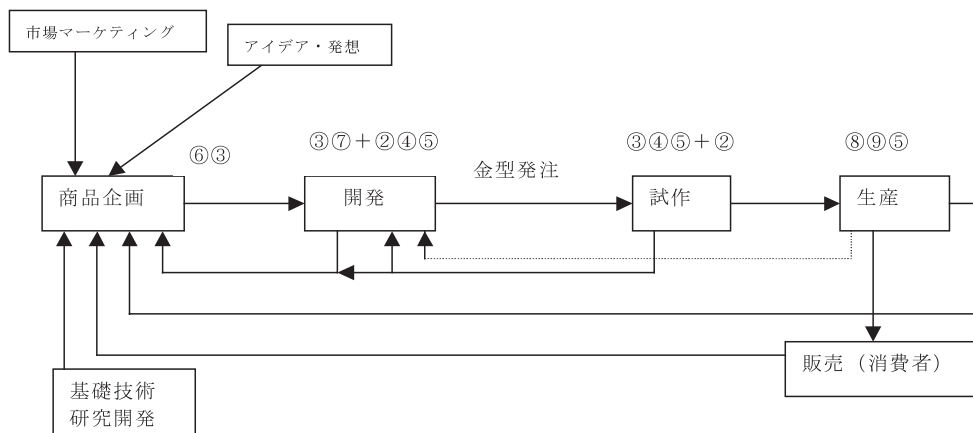 市場マーケティング
アイデア・発想
⑥③
③⑦＋②④⑤
③④⑤＋②
⑧⑨⑤
金型発注
商品企画
開発
試作
生産
販売（消費者）
基礎技術
研究開発